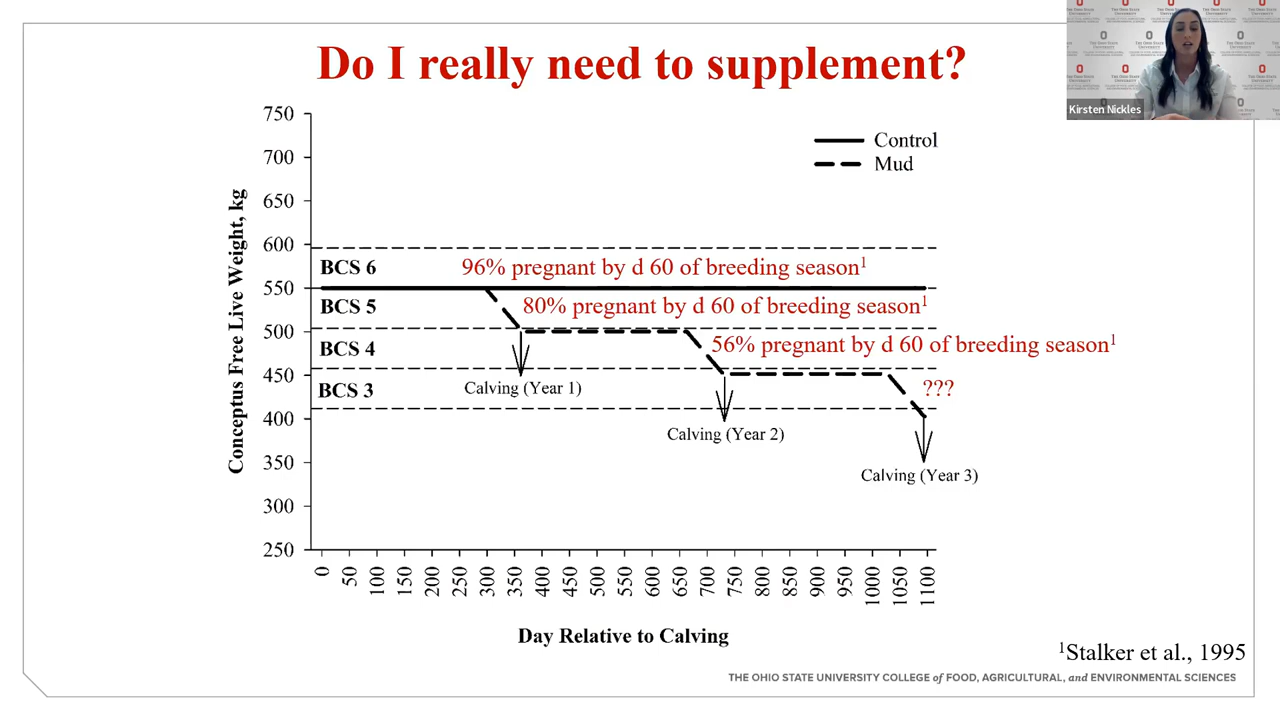 Do I really need to supplement?
Kirsten Nickles
Control
Mud
Conceptus Free Live Weight, kg
750
700
650
600
550
500
450
400
350
300
250
BCS 6
96% pregnant by d 60 of breeding season1
BCS 5
80% pregnant by d 60 of breeding season1
BCS 4
56% pregnant by d 60 of breeding season1
BCS 3
???
Calving (Year 1)
Calving (Year 2)
Calving (Year 3)
0
50
100
150
200
250
300
350
400
450
500
550
600
650
700
750
800
850
900
950
1000
1050
1100
Day Relative to Calving
1Stalker et al., 1995
THE OHIO STATE UNIVERSITY COLLEGE of FOOD, AGRICULTURAL, and ENVIRONMENTAL SCIENCES